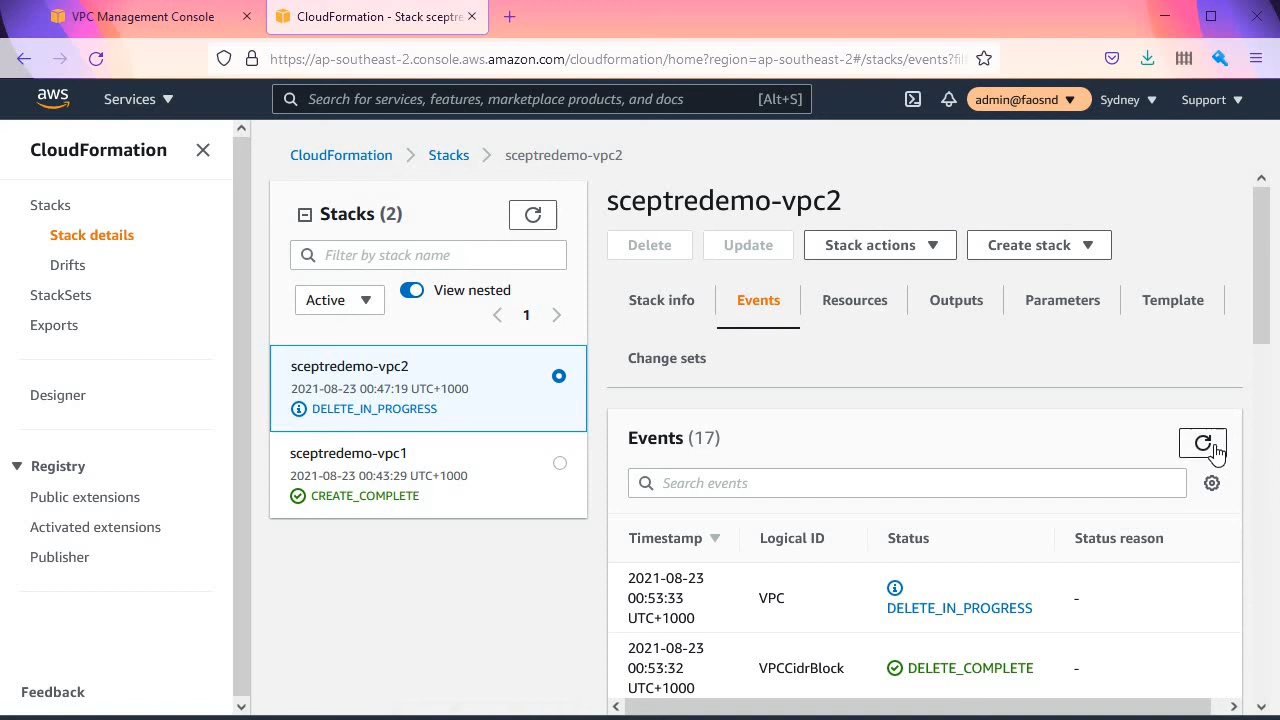 VPC Management Console
CloudFormation - Stack sceptre
https://ap-southeast-2.console.aws.amazon.com/cloudformation/home?region=ap-southeast-2#/stacks/events?fil
aws
Services
Search for services, features, marketplace products, and docs
[Alt+S]
admin@faosnd
Sydney
Support
CloudFormation
Stacks
Stack details
Drifts
StackSets
Exports
Designer
Registry
Public extensions
Activated extensions
Publisher
Feedback
CloudFormation
Stacks
sceptredemo-vpc2
Stacks (2)
Filter by stack name
Active
View nested
1
sceptredemo-vpc2
2021-08-23 00:47:19 UTC+1000
DELETE_IN_PROGRESS
sceptredemo-vpc1
2021-08-23 00:43:29 UTC+1000
CREATE_COMPLETE
sceptredemo-vpc2
Delete
Update
Stack actions
Create stack
Stack info
Events
Resources
Outputs
Parameters
Template
Change sets
Events (17)
Search events
Timestamp
Logical ID
Status
Status reason
2021-08-23
00:53:33
UTC+1000
VPC
DELETE_IN_PROGRESS
-
2021-08-23
00:53:32
UTC+1000
VPCCidrBlock
DELETE_COMPLETE
-